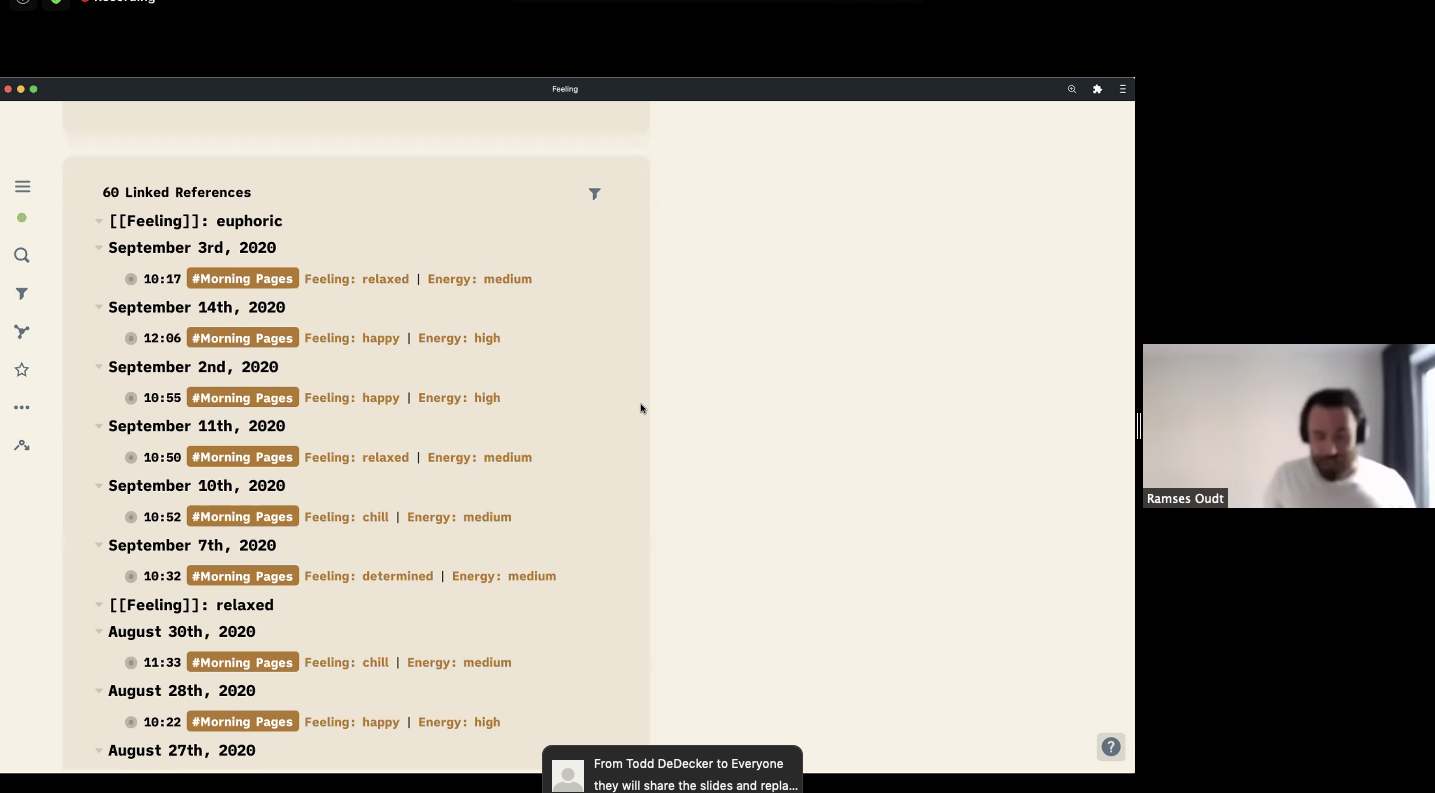 Recording
Feeling
60 Linked References
[[Feeling]]: euphoric
September 3rd, 2020
10:17 #Morning Pages Feeling: relaxed | Energy: medium
September 14th, 2020
12:06 #Morning Pages Feeling: happy | Energy: high
September 2nd, 2020
10:55 #Morning Pages Feeling: happy | Energy: high
September 11th, 2020
10:50 #Morning Pages Feeling: relaxed | Energy: medium
September 10th, 2020
10:52 #Morning Pages Feeling: chill | Energy: medium
September 7th, 2020
10:32 #Morning Pages Feeling: determined | Energy: medium
[[Feeling]]: relaxed
August 30th, 2020
11:33 #Morning Pages Feeling: chill | Energy: medium
August 28th, 2020
10:22 #Morning Pages Feeling: happy | Energy: high
August 27th, 2020
?
From Todd DeDecker to Everyone
they will share the slides and repla...
Ramses Oudt